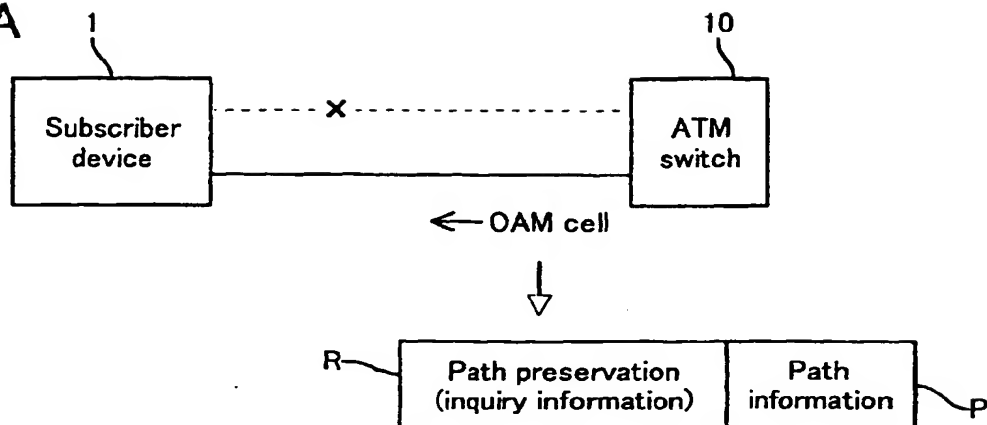 A
1
10
Subscriber
device
×
ATM
switch
OAM cell
R
Path preservation
(inquiry information)
Path
information
P